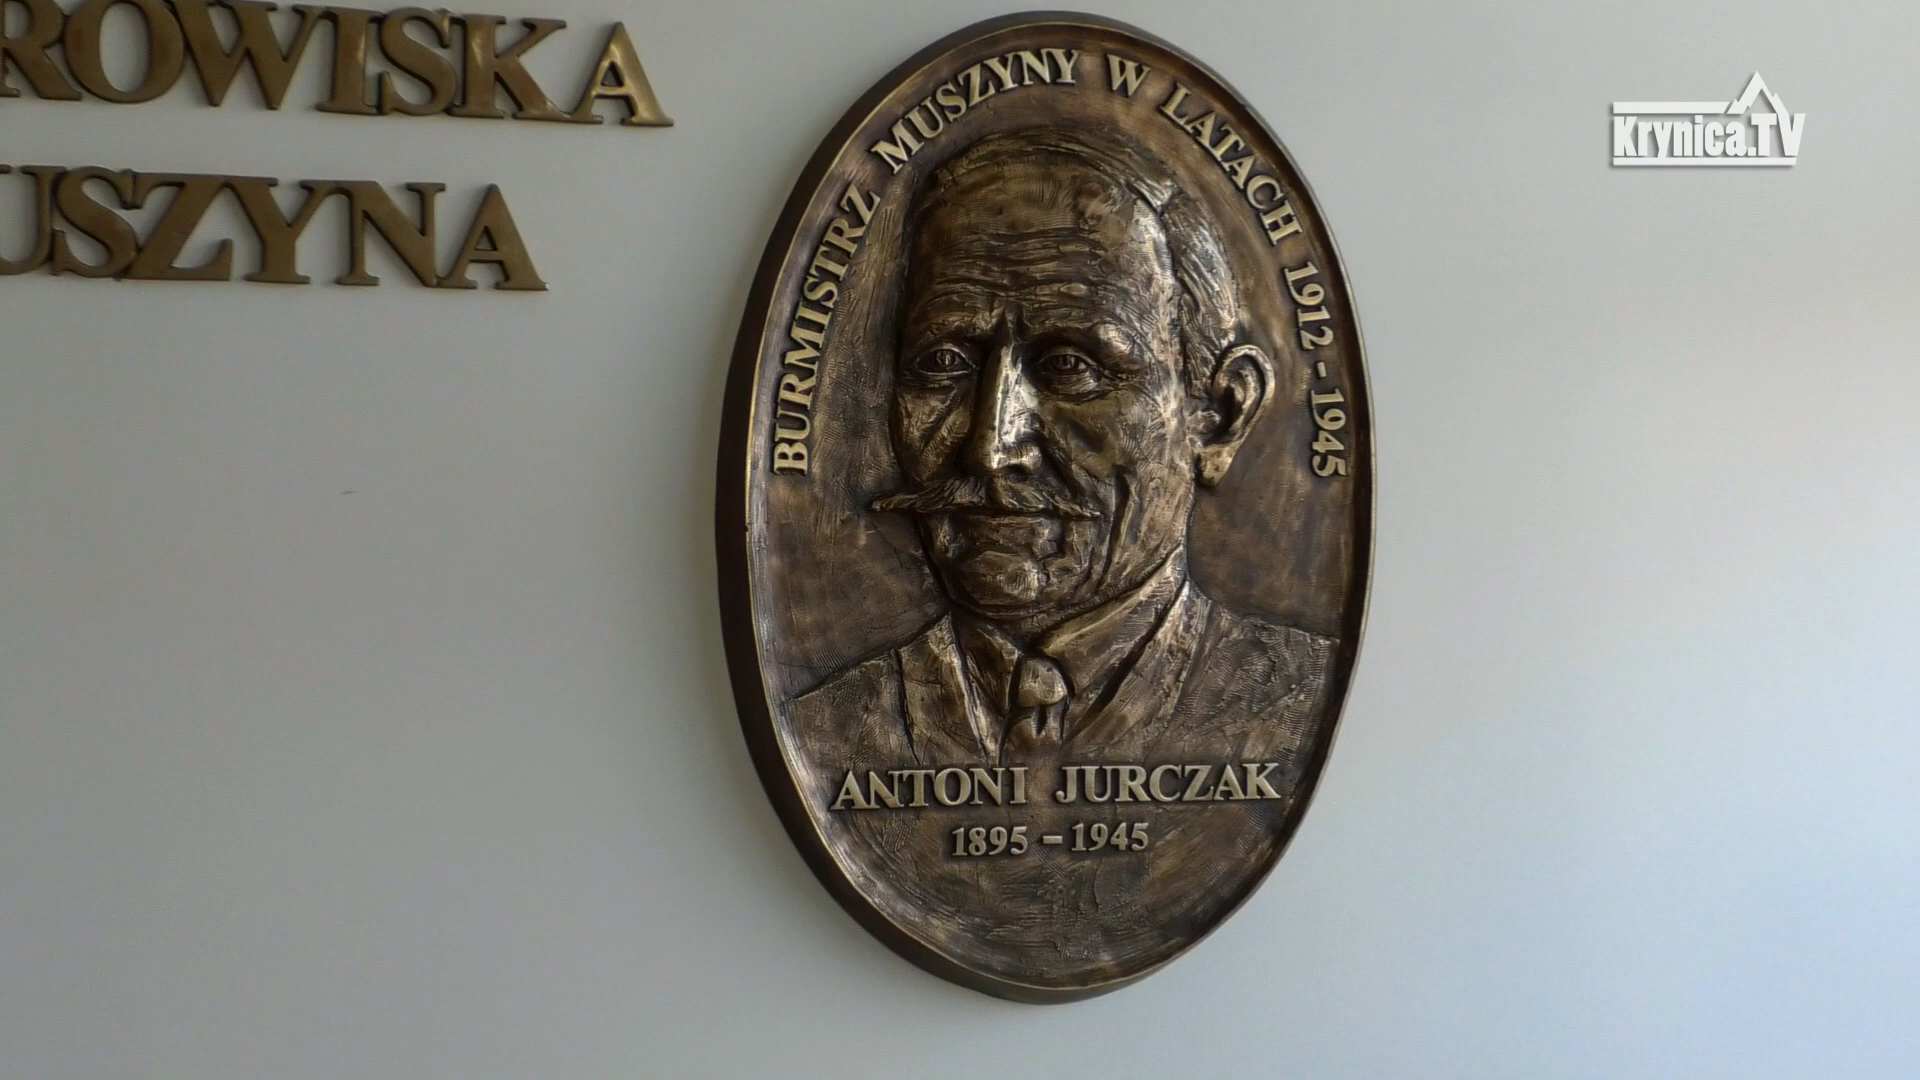 ROWISKA
USZYNA
BURMISTRZ MUSZYNY W LATACH 1912-1945
ANTONI JURCZAK
1895-1945
Krynica.TV